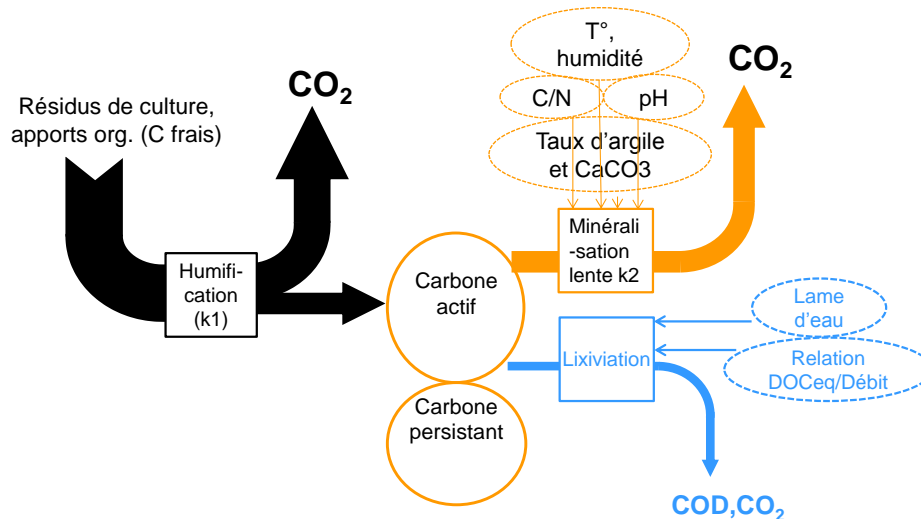 Résidus de culture,
apports org. (C frais)
CO2
Humifi-
cation
(k1)
T°,
humidité
C/N
pH
Taux d'argile
et CaCO3
CO2
Carbone
actif
Minérali
-sation
lente k2
Carbone
persistant
Lixiviation
Lame
d'eau
Relation
DOCeq/Débit
COD,CO2